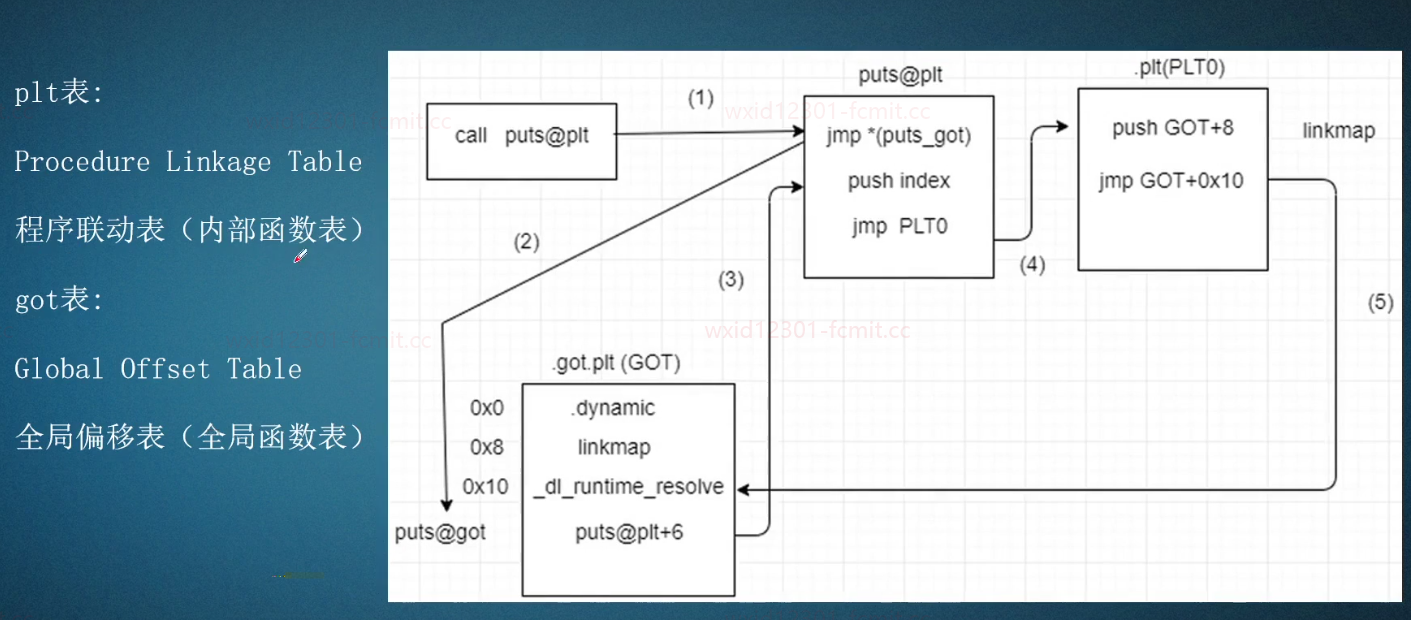 plt表:
Procedure Linkage Table
程序联动表（内部函数表）
got表:
Global Offset Table
全局偏移表（全局函数表）
puts@plt
.plt(PLT0)
(1)
wxid12301-fcmit.cc
call puts@plt
jmp *(puts_got)
push GOT+8
linkmap
push index
jmp GOT+0x10
jmp PLT0
(2)
(3)
(4)
(5)
wxid12301-fcmit.cc
.got.plt (GOT)
0x0
.dynamic
0x8
linkmap
0x10
_dl_runtime_resolve
puts@got
puts@plt+6